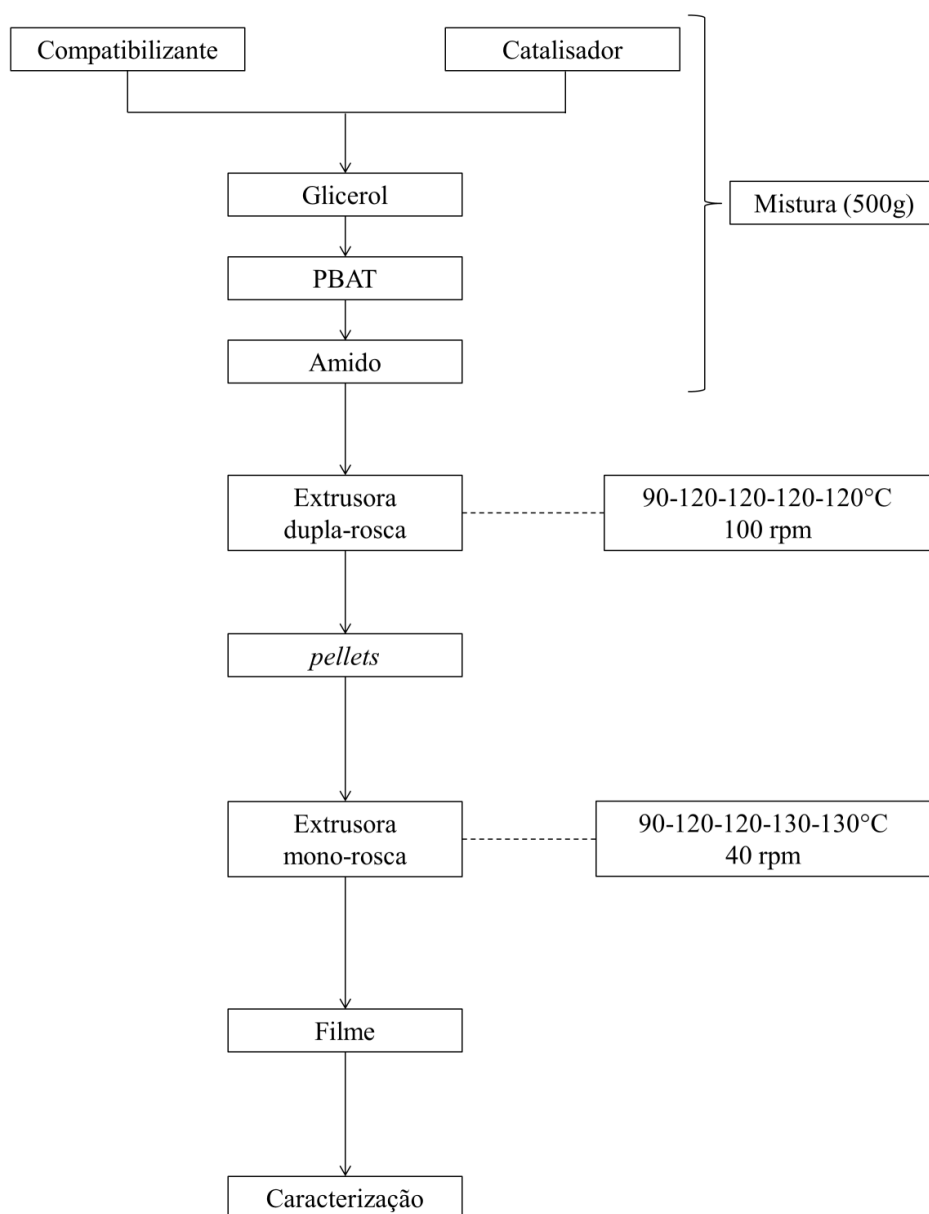 Compatibilizante
Catalisador
Glicerol
PBAT
Amido
Mistura (500g)
Extrusora
dupla-rosca
90-120-120-120-120°C
100 rpm
pellets
Extrusora
mono-rosca
90-120-120-130-130°C
40 rpm
Filme
Caracterização